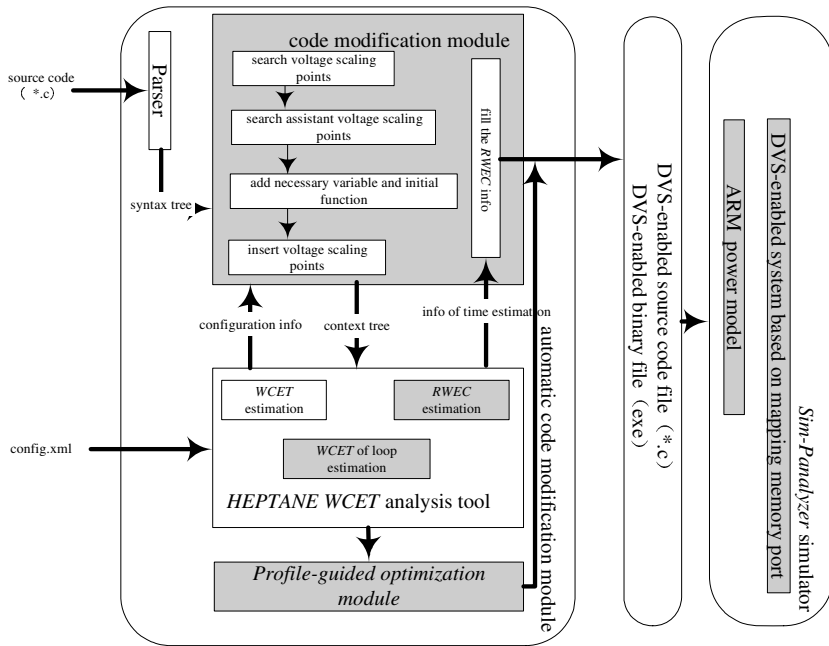 source code
( *.c)
Parser
syntax tree
code modification module
search voltage scaling
points
search assistant voltage scaling
points
add necessary variable and initial
function
insert voltage scaling
points
fill the RWEC info
configuration info
context tree
info of time estimation
config.xml
WCET
estimation
RWEC
estimation
WCET of loop
estimation
HEPTANE WCET analysis tool
Profile-guided optimization
module
automatic code modification module
DVS-enabled source code file (*.c)
DVS-enabled binary file (exe)
ARM power model
DVS-enabled system based on mapping memory
port
Sim-Panalyzer simulator